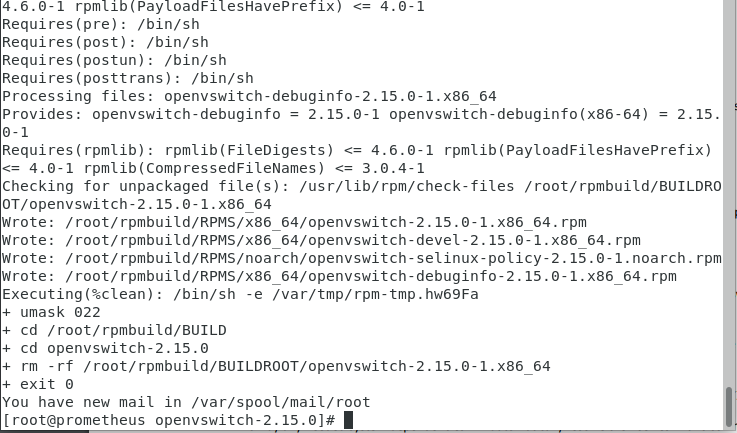 4.6.0-1 rpmlib(PayloadFilesHavePrefix) <= 4.0-1
Requires(pre): /bin/sh
Requires(post): /bin/sh
Requires(postun): /bin/sh
Requires(posttrans): /bin/sh
Processing files: openvswitch-debuginfo-2.15.0-1.x86_64
Provides: openvswitch-debuginfo = 2.15.0-1 openvswitch-debuginfo(x86-64) = 2.15.
0-1
Requires(rpmlib): rpmlib(FileDigests) <= 4.6.0-1 rpmlib(PayloadFilesHavePrefix)
<= 4.0-1 rpmlib(CompressedFileNames) <= 3.0.4-1
Checking for unpackaged file(s): /usr/lib/rpm/check-files /root/rpmbuild/BUILDRO
OT/openvswitch-2.15.0-1.x86_64
Wrote: /root/rpmbuild/RPMS/x86_64/openvswitch-2.15.0-1.x86_64.rpm
Wrote: /root/rpmbuild/RPMS/x86_64/openvswitch-devel-2.15.0-1.x86_64.rpm
Wrote: /root/rpmbuild/RPMS/noarch/openvswitch-selinux-policy-2.15.0-1.noarch.rpm
Wrote: /root/rpmbuild/RPMS/x86_64/openvswitch-debuginfo-2.15.0-1.x86_64.rpm
Executing(%clean): /bin/sh -e /var/tmp/rpm-tmp.hw69Fa
+ umask 022
+ cd /root/rpmbuild/BUILD
+ cd openvswitch-2.15.0
+ rm -rf /root/rpmbuild/BUILDROOT/openvswitch-2.15.0-1.x86_64
+ exit 0
You have new mail in /var/spool/mail/root
[root@prometheus openvswitch-2.15.0]#